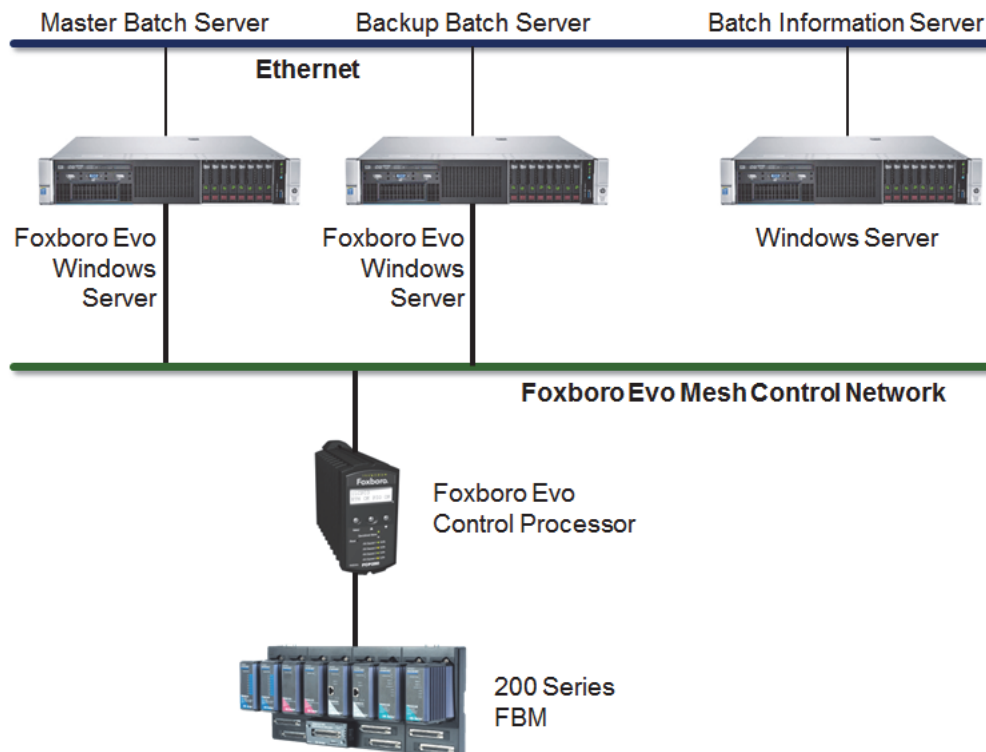 Master Batch Server
Backup Batch Server
Batch Information Server
Ethernet
Foxboro Evo
Windows
Server
Foxboro Evo
Windows
Server
Windows Server
Foxboro Evo Mesh Control Network
Foxboro.
Foxboro Evo
Control Processor
200 Series
FBM